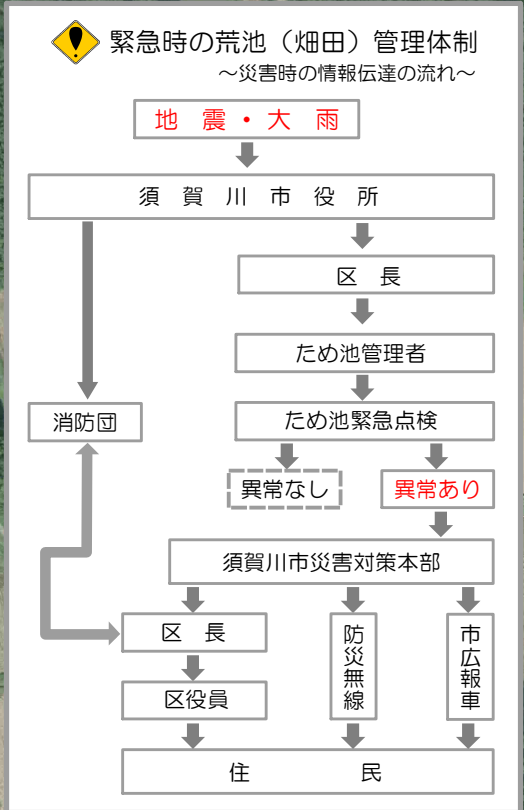 緊急時の荒池（畑田）管理体制
～災害時の情報伝達の流れ～
地 震・大 雨
須 賀 川 市 役 所
区 長
ため池管理者
消防団
ため池緊急点検
異常なし
異常あり
須賀川市災害対策本部
区 長
防災無線
市広報車
区役員
住 民